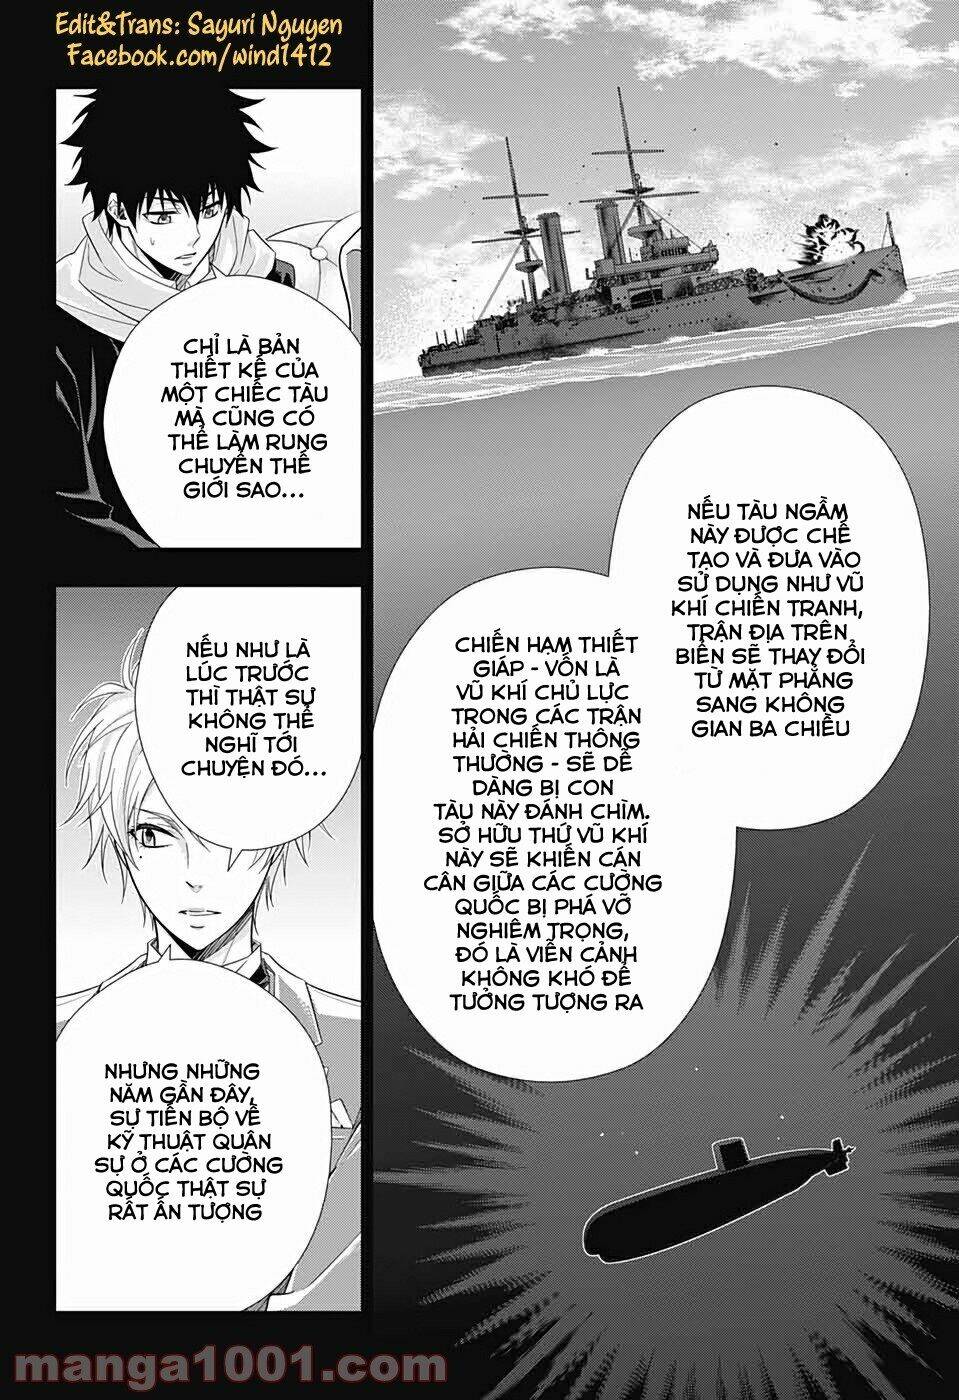 Edit&Trans: Sayuri Nguyen
Facebook.com/wind1412
NẾU TÀU NGẦM
NÀY ĐƯỢC CHẾ
TẠO VÀ ĐƯA VÀO
SỬ DỤNG NHƯ VŨ
KHÍ CHIẾN TRANH,
TRẬN ĐỊA TRÊN
BIỂN SẼ THAY ĐỔI
TỪ MẶT PHẲNG
SANG KHÔNG
GIAN BA CHIỀU
CHIẾN HẠM THIẾT
GIÁP - VỐN LÀ
VŨ KHÍ CHỦ LỰC
TRONG CÁC TRẬN
HẢI CHIẾN THÔNG
THƯỜNG - SẼ DỄ
DÀNG BỊ CON
TÀU NÀY ĐÁNH CHÌM.
SỞ HỮU THỨ VŨ KHÍ
NÀY SẼ KHIẾN CÁN
CÂN GIỮA CÁC CƯỜNG
QUỐC BỊ PHÁ VỠ
NGHIÊM TRỌNG,
ĐÓ LÀ VIỄN CẢNH
KHÔNG KHÓ ĐỂ
TƯỞNG TƯỢNG RA
CHỈ LÀ BẢN
THIẾT KẾ CỦA
MỘT CHIẾC TÀU
MÀ CŨNG CÓ
THỂ LÀM RUNG
CHUYỂN THẾ
GIỚI SAO...
NẾU NHƯ LÀ
LÚC TRƯỚC
THÌ THẬT SỰ
KHÔNG THỂ
NGHĨ TỚI
CHUYỆN ĐÓ...
NHƯNG NHỮNG
NĂM GẦN ĐÂY,
SỰ TIẾN BỘ VỀ
KỸ THUẬT QUÂN
SỰ Ở CÁC CƯỜNG
QUỐC THẬT SỰ
RẤT ẤN TƯỢNG
manga1001.com